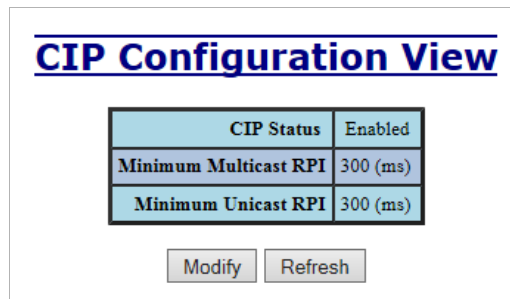 CIP Configuration View
CIP Status Enabled
Minimum Multicast RPI 300 (ms)
Minimum Unicast RPI 300 (ms)
Modify Refresh